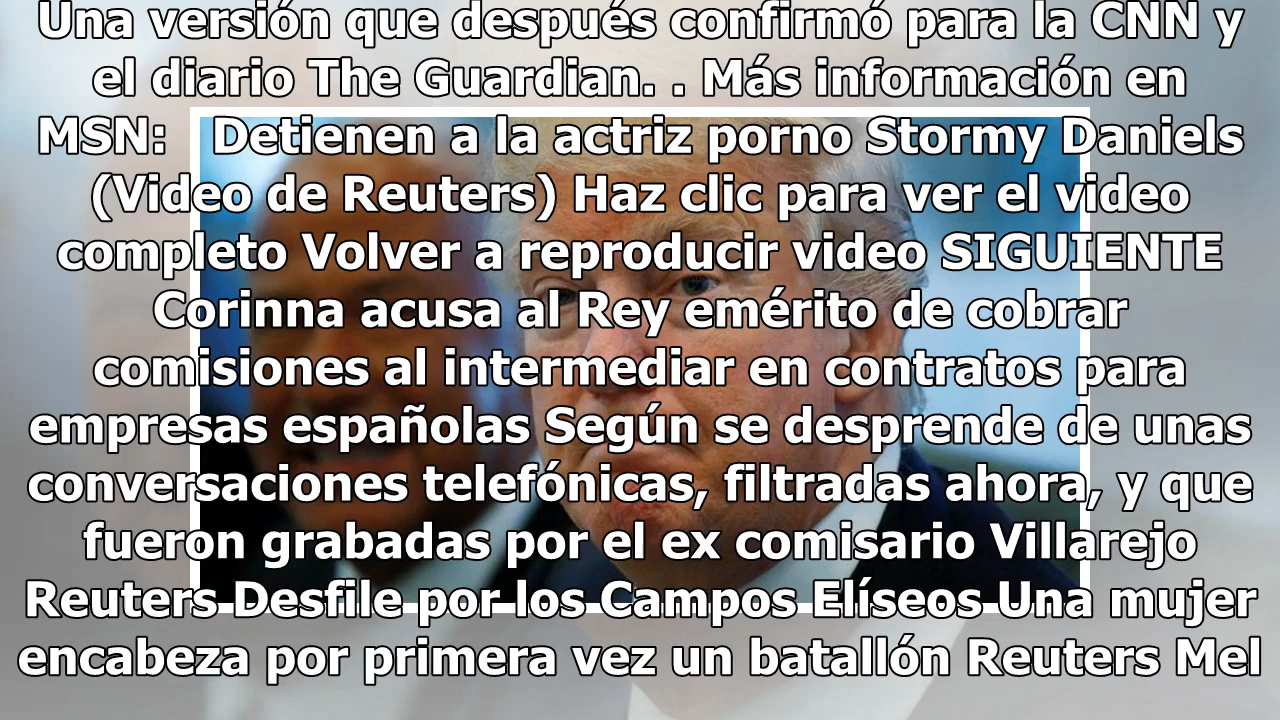 Una versión que después confirmó para la CNN y
el diario The Guardian. . Más información en
MSN:   Detienen a la actriz porno Stormy Daniels
(Video de Reuters) Haz clic para ver el video
completo Volver a reproducir video SIGUIENTE
Corinna acusa al Rey emérito de cobrar
comisiones al intermediar en contratos para
empresas españolas Según se desprende de unas
conversaciones telefónicas, filtradas ahora, y que
fueron grabadas por el ex comisario Villarejo
Reuters Desfile por los Campos Elíseos Una mujer
encabeza por primera vez un batallón Reuters Mel